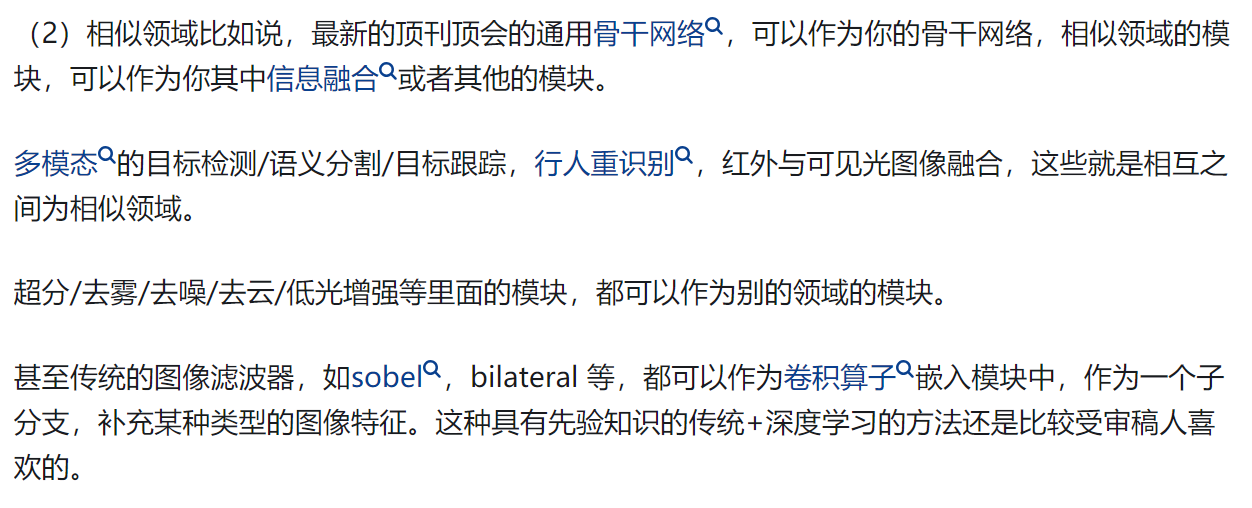 （2）相似领域比如说，最新的顶刊顶会的通用骨干网络，可以作为你的骨干网络，相似领域的模
块，可以作为你其中信息融合或者其他的模块。
多模态的目标检测/语义分割/目标跟踪，行人重识别，红外与可见光图像融合，这些就是相互之
间为相似领域。
超分/去雾/去噪/去云/低光增强等里面的模块，都可以作为别的领域的模块。
甚至传统的图像滤波器，如sobel，bilateral 等，都可以作为卷积算子嵌入模块中，作为一个子
分支，补充某种类型的图像特征。这种具有先验知识的传统+深度学习的方法还是比较受审稿人喜
欢的。